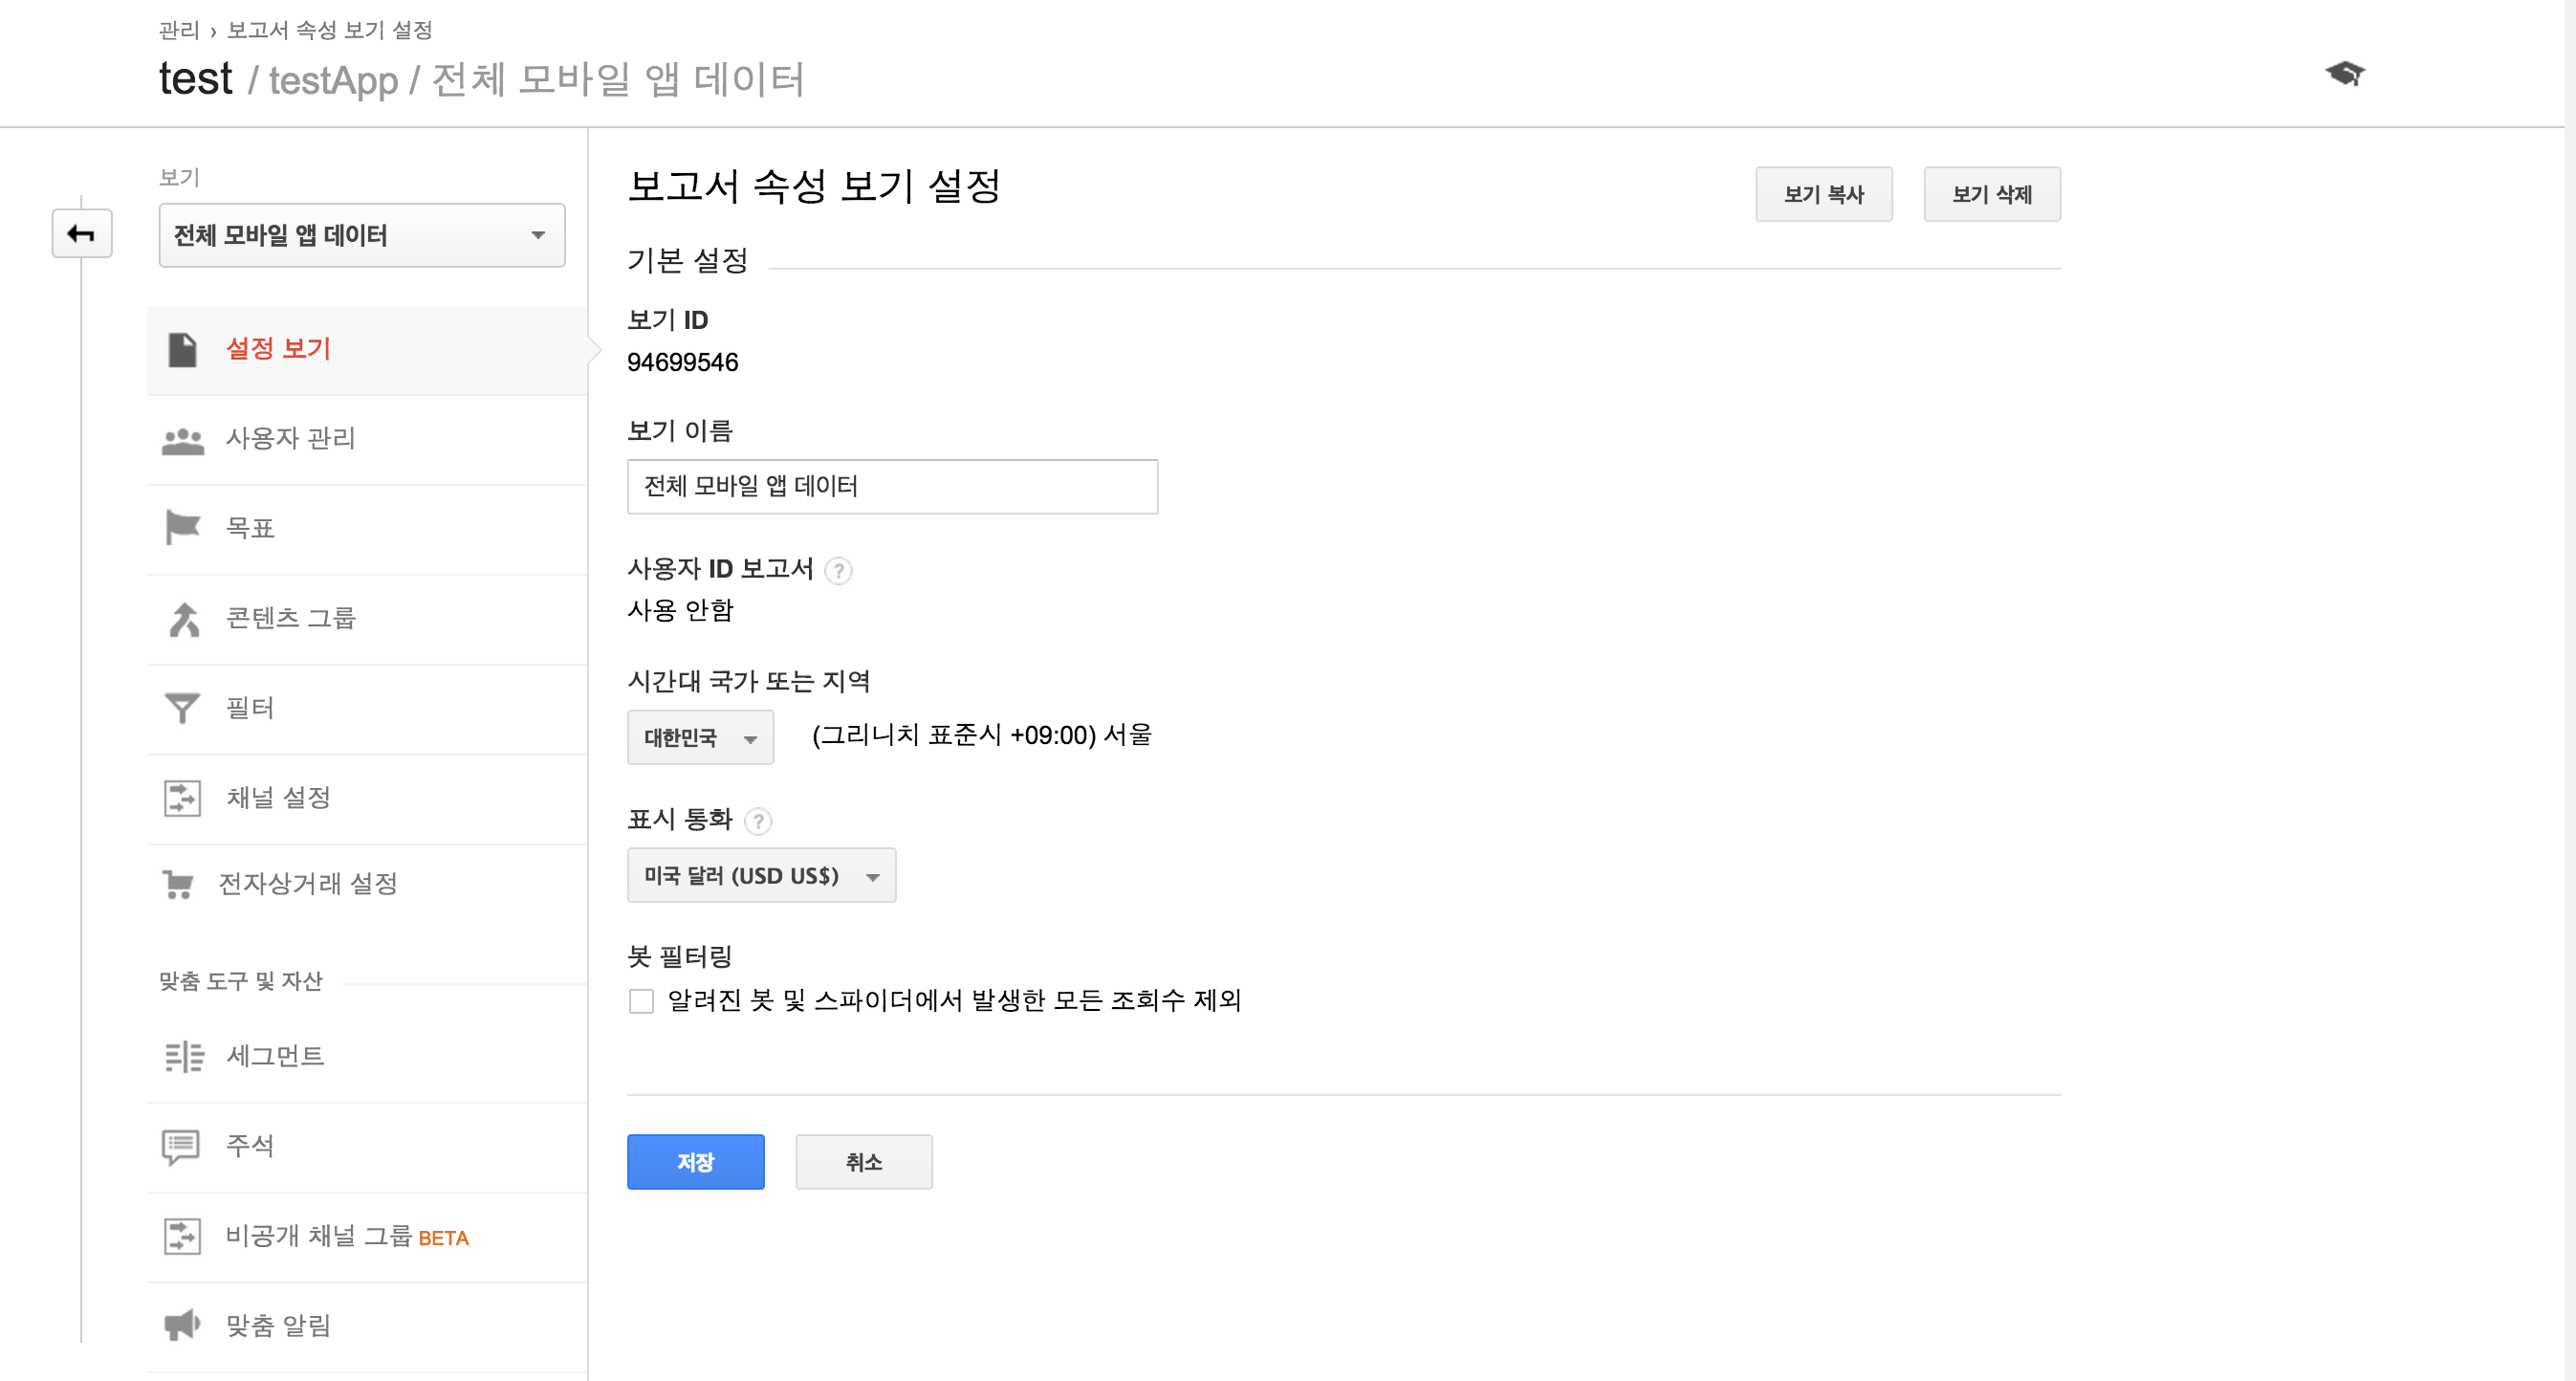 관리 › 보고서 속성 보기 설정
test / testApp / 전체 모바일 앱 데이터
보기
전체 모바일 앱 데이터
설정 보기
사용자 관리
목표
콘텐츠 그룹
필터
채널 설정
전자상거래 설정
맞춤 도구 및 자산
세그먼트
주석
비공개 채널 그룹 BETA
맞춤 알림
보고서 속성 보기 설정
보기 복사
보기 삭제
기본 설정
보기 ID
94699546
보기 이름
전체 모바일 앱 데이터
사용자 ID 보고서 ?
사용 안함
시간대 국가 또는 지역
대한민국 (그리니치 표준시 +09:00) 서울
표시 통화 ?
미국 달러 (USD US$)
봇 필터링
알려진 봇 및 스파이더에서 발생한 모든 조회수 제외
저장
취소